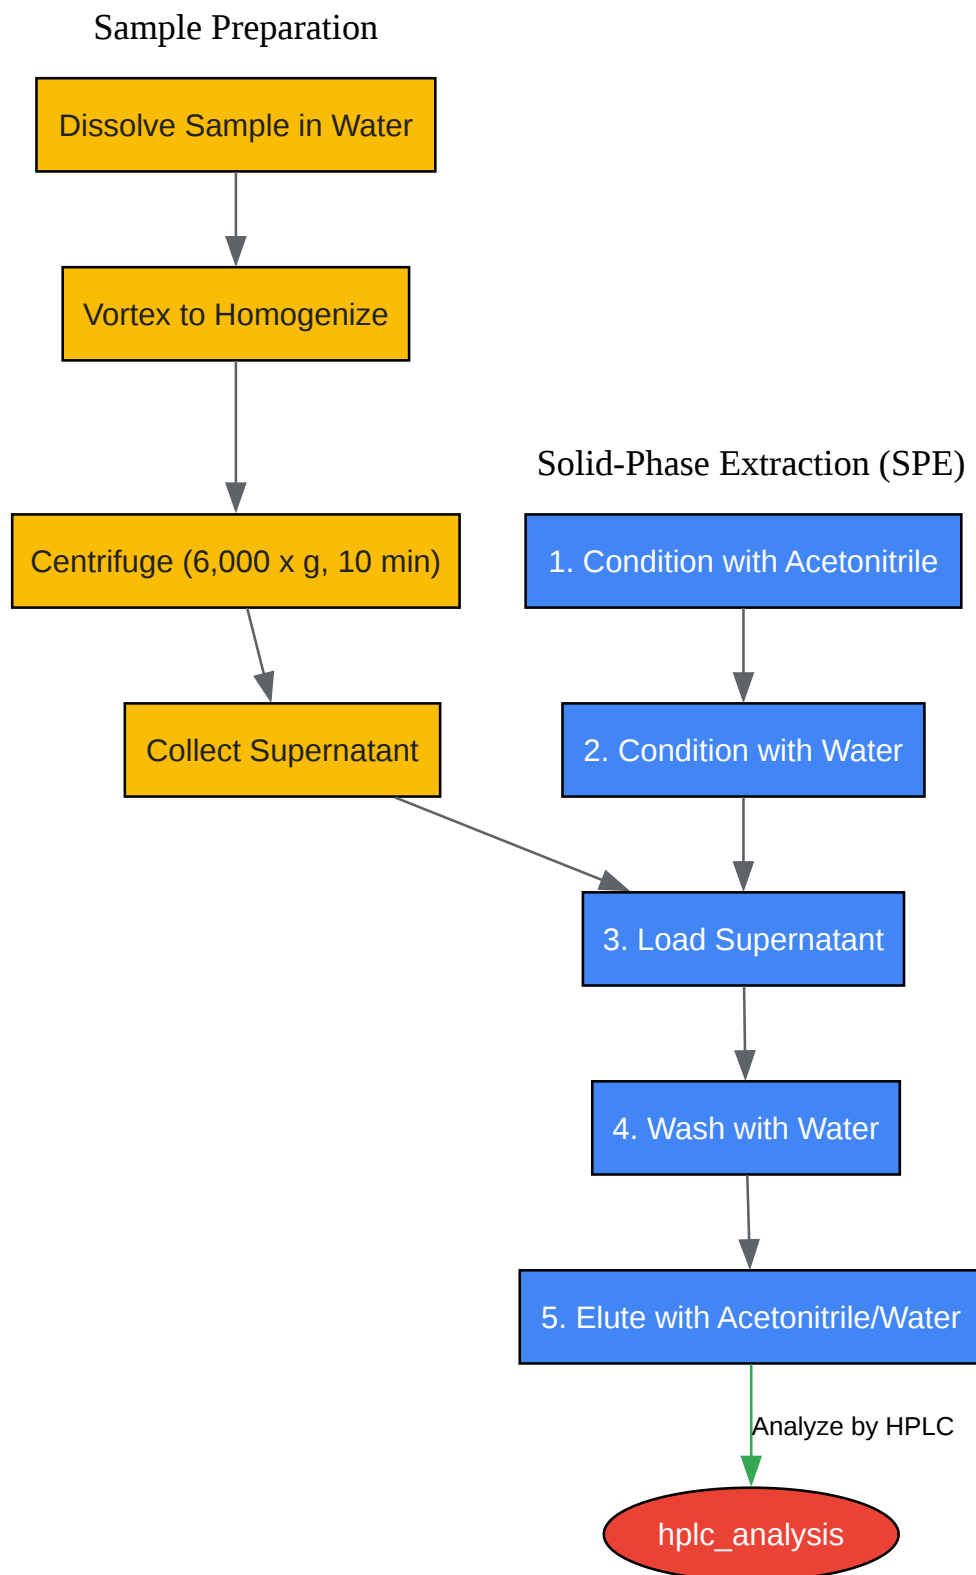 Sample Preparation
Dissolve Sample in Water
Vortex to Homogenize
Centrifuge (6,000 x g, 10 min)
Collect Supernatant
Solid-Phase Extraction (SPE)
1. Condition with Acetonitrile
2. Condition with Water
3. Load Supernatant
4. Wash with Water
5. Elute with Acetonitrile/Water
Analyze by HPLC
hplc_analysis